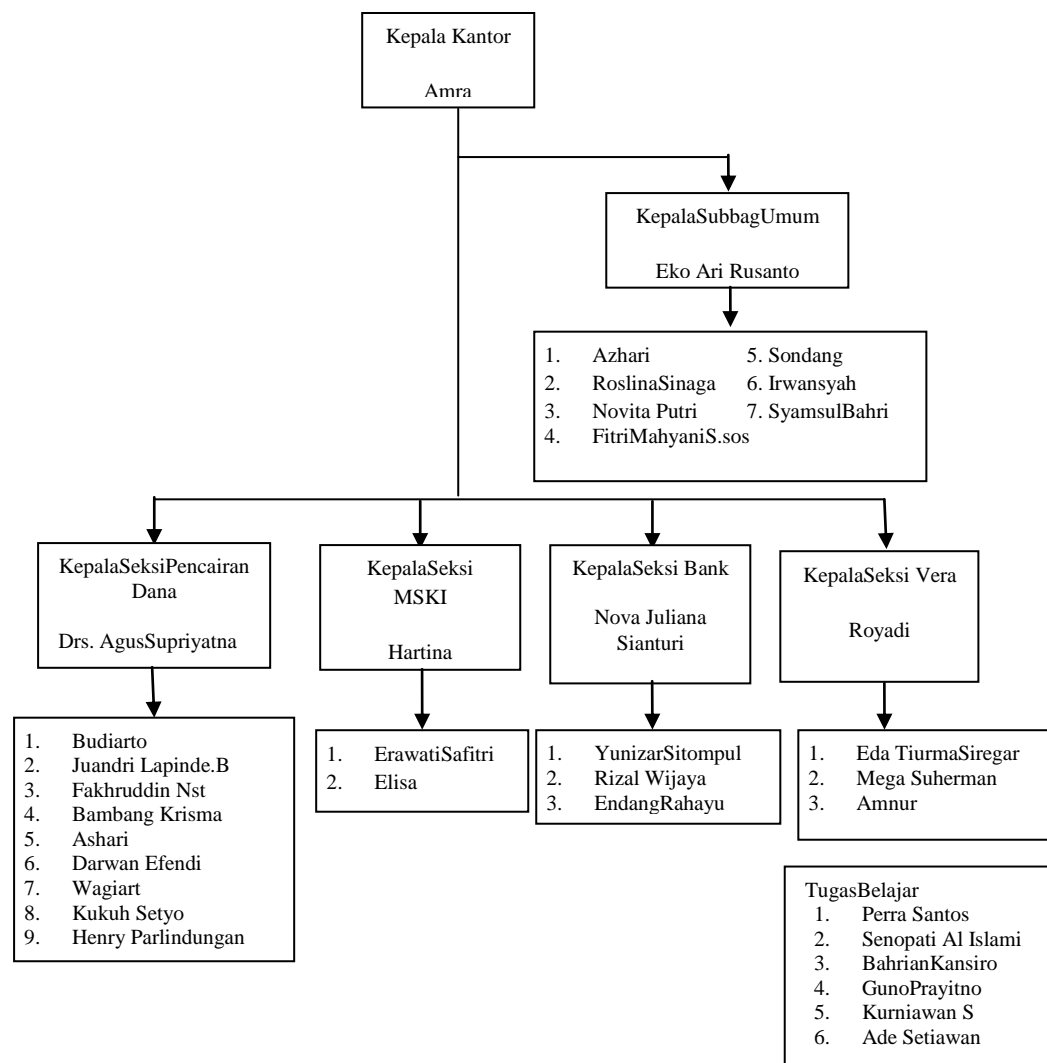 Kepala Kantor
Amra
KepalaSubbagUmum
Eko Ari Rusanto
1. Azhari 5. Sondang
2. RoslinaSinaga 6. Irwansyah
3. Novita Putri 7. SyamsulBahri
4. FitriMahyaniS.sos
KepalaSeksiPencairan
Dana
Drs. AgusSupriyatna
KepalaSeksi
MSKI
Hartina
KepalaSeksi Bank
Nova Juliana
Sianturi
KepalaSeksi Vera
Royadi
1. Budiarto
2. Juandri Lapinde.B
3. Fakhruddin Nst
4. Bambang Krisma
5. Ashari
6. Darwan Efendi
7. Wagiart
8. Kukuh Setyo
9. Henry Parlindungan
1. ErawatiSafitri
2. Elisa
1. YunizarSitompul
2. Rizal Wijaya
3. EndangRahayu
1. Eda TiurmaSiregar
2. Mega Suherman
3. Amnur
TugasBelajar
1. Perra Santos
2. Senopati Al Islami
3. BahrianKansiro
4. GunoPrayitno
5. Kurniawan S
6. Ade Setiawan